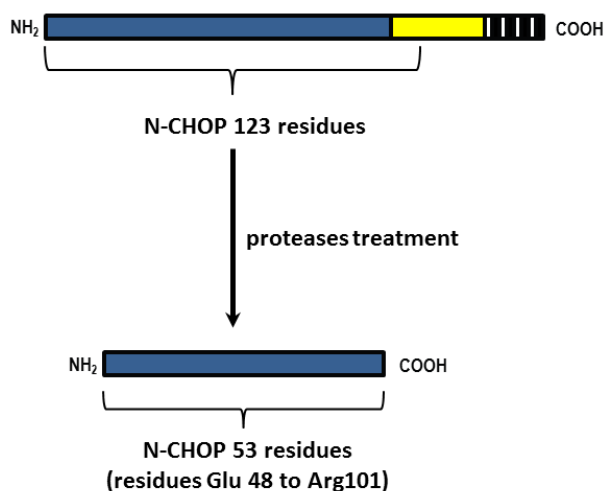 NH2 COOH
N-CHOP 123 residues
proteases treatment
NH2 COOH
N-CHOP 53 residues
(residues Glu 48 to Arg101)